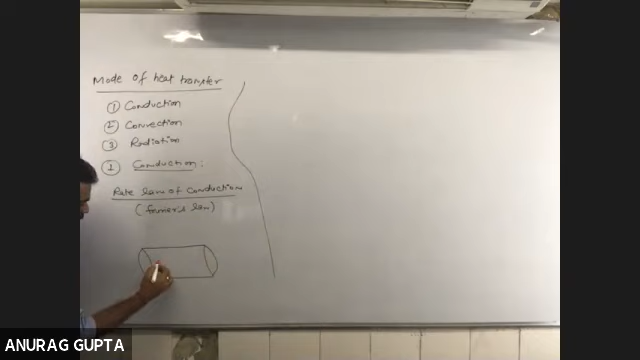 Mode of heat transfer
① Conduction
② Convection
③ Radiation
① Conduction :
Rate law of Conduction
(Fourier's law)
ANURAG GUPTA